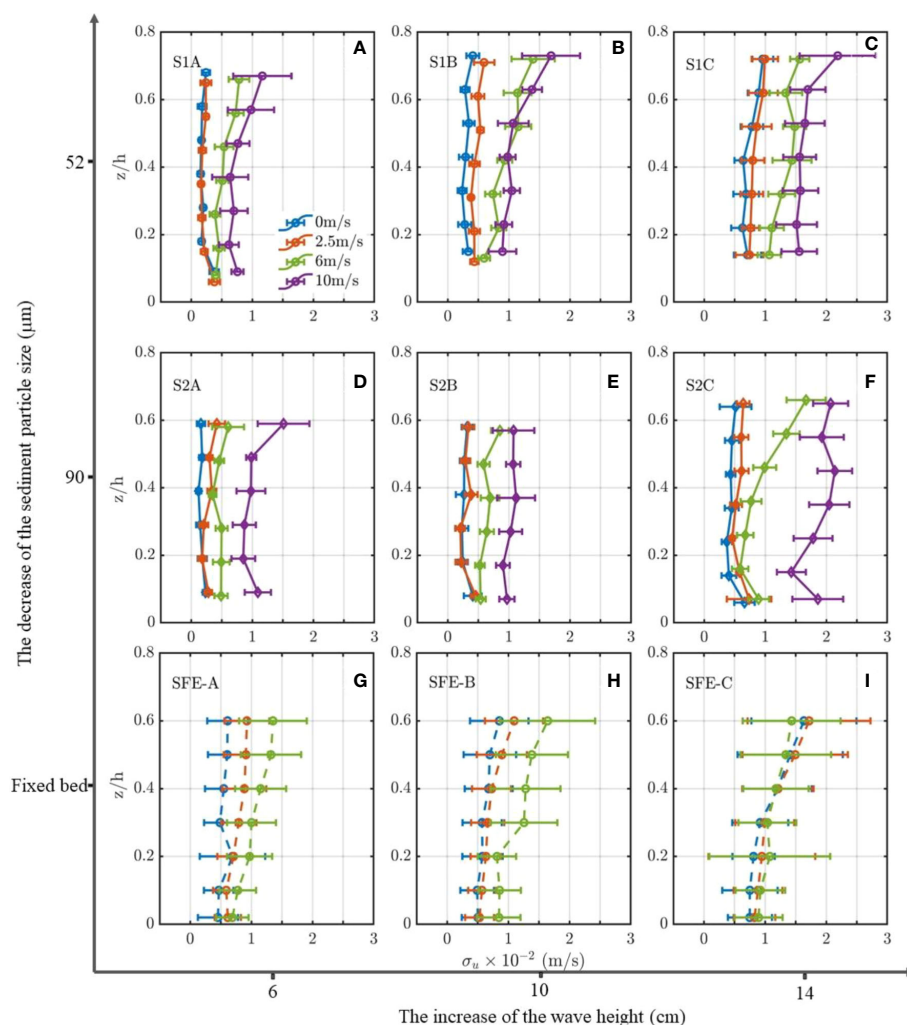 The decrease of the sediment particle size (μm)
52
90
Fixed bed
0.8
0.6
0.4
0.2
0
z/h
S1A
A
0m/s
2.5m/s
6m/s
10m/s
0
1
2
3
0.8
0.6
0.4
0.2
0
S1B
B
0
1
2
3
0.8
0.6
0.4
0.2
0
S1C
C
0
1
2
3
0.8
0.6
0.4
0.2
0
z/h
S2A
D
0
1
2
3
0.8
0.6
0.4
0.2
0
S2B
E
0
1
2
3
0.8
0.6
0.4
0.2
0
S2C
F
0
1
2
3
0.8
0.6
0.4
0.2
0
z/h
SFE-A
G
0
1
2
3
0.8
0.6
0.4
0.2
0
SFE-B
H
0
1
2
3
σu × 10-2 (m/s)
0.8
0.6
0.4
0.2
0
SFE-C
I
0
1
2
3
6
10
14
The increase of the wave height (cm)